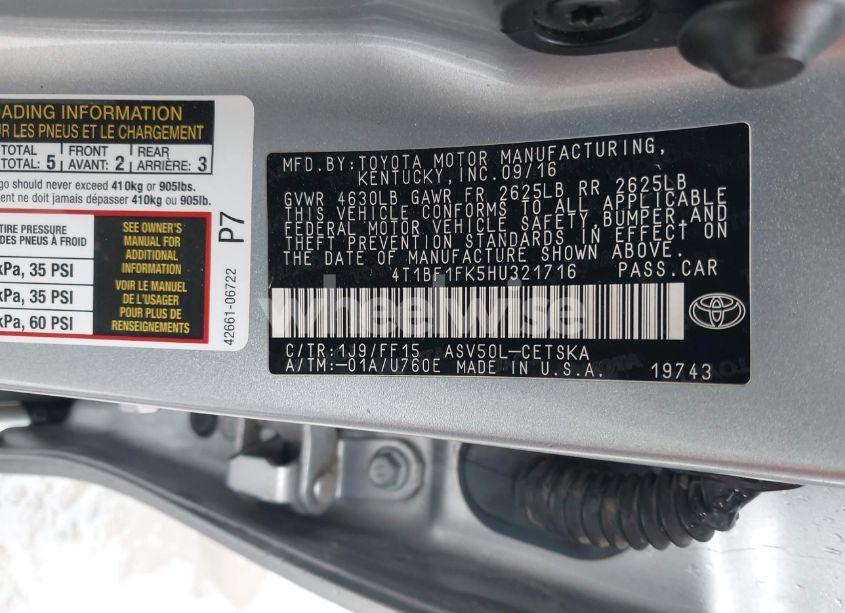 OADING INFORMATION
UR LES PNEUS ET LE CHARGEMENT
TOTAL FRONT REAR
TOTAL: 5 AVANT: 2 ARRIÈRE: 3
go should never exceed 410kg or 905lbs.
ent ne doit jamais dépasser 410kg ou 905lb.
TIRE PRESSURE
DES PNEUS À FROID
kPa, 35 PSI
kPa, 35 PSI
kPa, 60 PSI
SEE OWNER'S
MANUAL FOR
ADDITIONAL
INFORMATION
VOIR LE MANUEL
DE L'USAGER
POUR PLUS DE
RENSEIGNEMENTS
P7
42661-06722
MFD.BY:TOYOTA MOTOR MANUFACTURING,
KENTUCKY, INC.09/16
GVWR 4630LB GAWR FR 2625LB RR 2625LB
THIS VEHICLE CONFORMS TO ALL APPLICABLE
FEDERAL MOTOR VEHICLE SAFETY, BUMPER,AND
THEFT PREVENTION STANDARDS IN EFFECT ON
THE DATE OF MANUFACTURE SHOWN ABOVE.
4T1BF1FK5HU321716 PASS.CAR
wheelwise
C/TR:1J9/FF15 ASV50L-CETSKA
A/TM:-01A/U760E MADE IN U.S.A. 19743